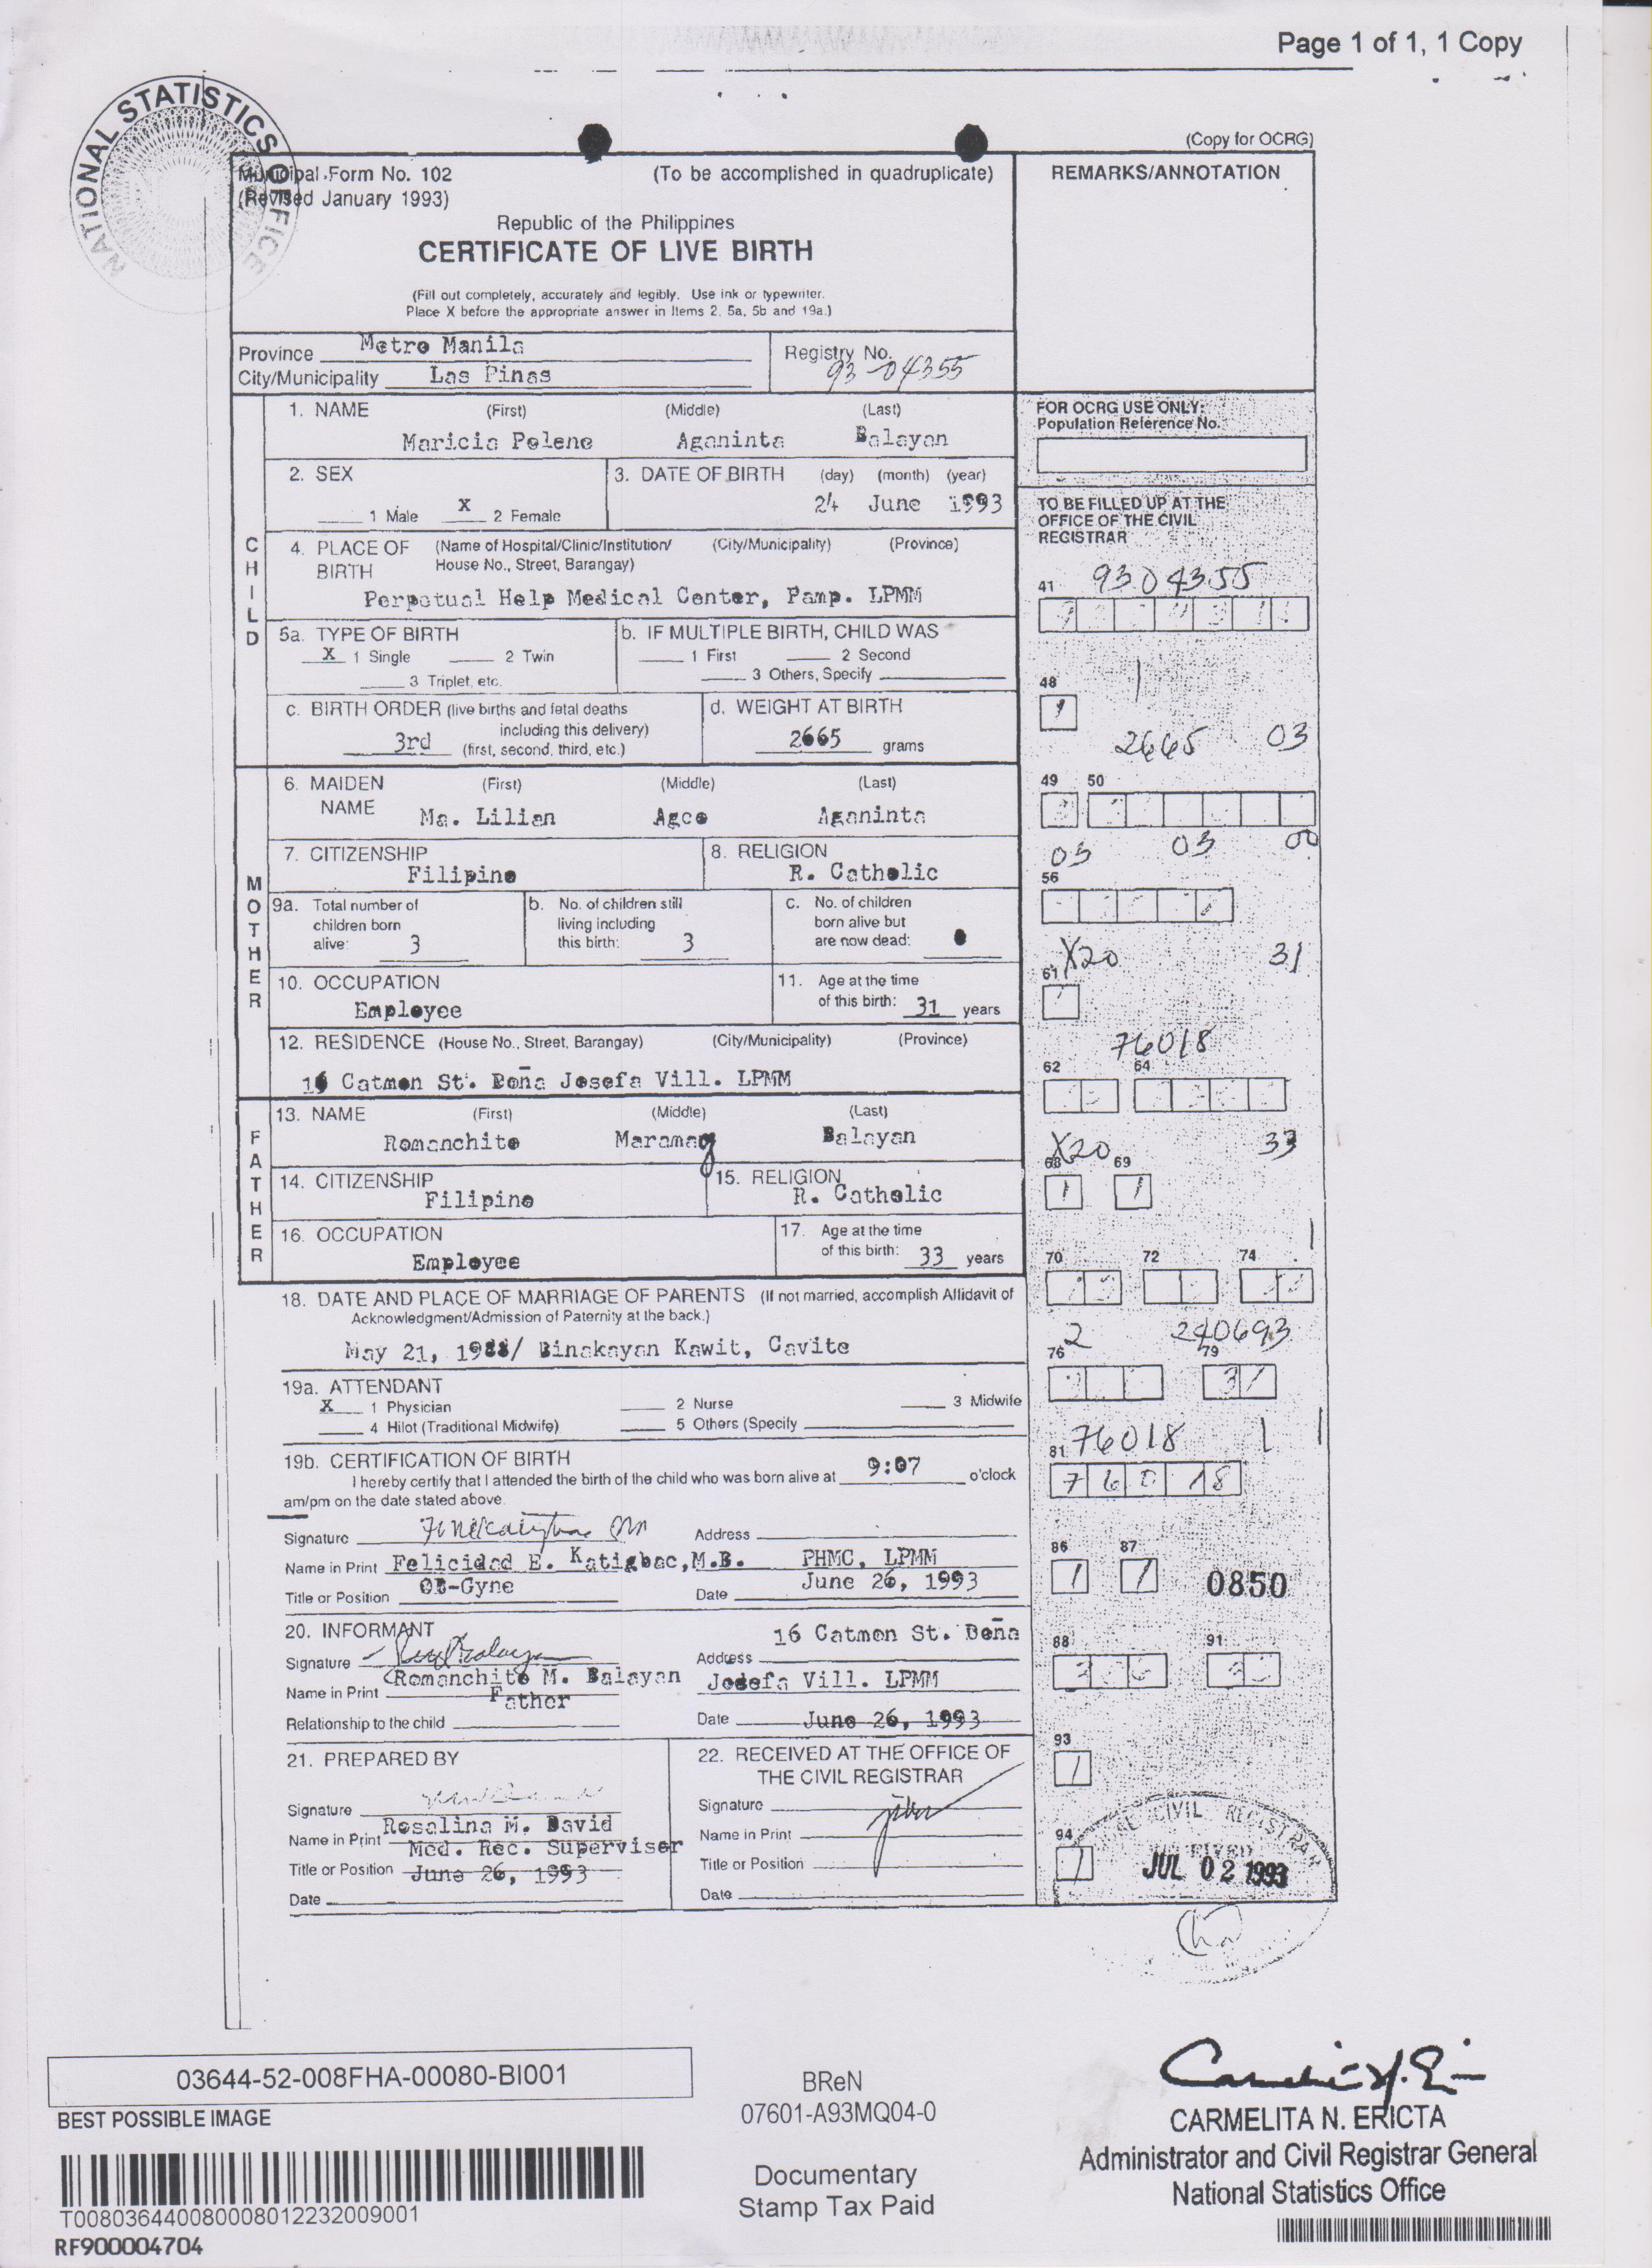 Page 1 of 1, 1 Copy
NATIONAL STATISTICS OFFICE
(Copy for OCRG)
Municipal Form No. 102 (To be accomplished in quadruplicate) REMARKS/ANNOTATION
(Revised January 1993)
Republic of the Philippines
CERTIFICATE OF LIVE BIRTH
(Fill out completely, accurately and legibly. Use ink or typewriter.
Place X before the appropriate answer in Items 2, 5a, 5b and 19a.)
Province Metro Manila Registry No. 93-04355
City/Municipality Las Pinas
CHILD
1. NAME (First) (Middle) (Last)
Maricia Polene Aganinta Balayan
FOR OCRG USE ONLY:
Population Reference No.
2. SEX 3. DATE OF BIRTH (day) (month) (year)
1 Male X 2 Female 24 June 1993
TO BE FILLED UP AT THE
OFFICE OF THE CIVIL
REGISTRAR
4. PLACE OF BIRTH (Name of Hospital/Clinic/Institution/ (City/Municipality) (Province)
House No., Street, Barangay)
Perpetual Help Medical Center, Pamp. LPMM
41 9304355
5a. TYPE OF BIRTH b. IF MULTIPLE BIRTH, CHILD WAS
X 1 Single 2 Twin 1 First 2 Second
3 Triplet, etc. 3 Others, Specify
48 1
c. BIRTH ORDER (live births and fetal deaths d. WEIGHT AT BIRTH
including this delivery)
3rd (first, second, third, etc.) 2665 grams
2665 03
MOTHER
6. MAIDEN NAME (First) (Middle) (Last)
Ma. Lilian Agco Aganinta
49 50
7. CITIZENSHIP 8. RELIGION
Filipino R. Catholic
03 03 00
56
9a. Total number of children born alive: 3
b. No. of children still living including this birth: 3
c. No. of children born alive but are now dead:
X20 31
61
10. OCCUPATION 11. Age at the time
Employee of this birth: 31 years
12. RESIDENCE (House No., Street, Barangay) (City/Municipality) (Province)
16 Catmon St. Doña Josefa Vill. LPMM
76018
62 64
FATHER
13. NAME (First) (Middle) (Last)
Romanchito Maramag Balayan
X20 33
68 69
1 1
14. CITIZENSHIP 15. RELIGION
Filipino R. Catholic
16. OCCUPATION 17. Age at the time
Employee of this birth: 33 years
70 72 74
18. DATE AND PLACE OF MARRIAGE OF PARENTS (If not married, accomplish Affidavit of
Acknowledgment/Admission of Paternity at the back.)
May 21, 1988/ Binakayan Kawit, Cavite
2 240693
76 79
31
19a. ATTENDANT
X 1 Physician 2 Nurse 3 Midwife
4 Hilot (Traditional Midwife) 5 Others (Specify
76018 1 1
81
76018
19b. CERTIFICATION OF BIRTH
I hereby certify that I attended the birth of the child who was born alive at 9:07 o'clock
am/pm on the date stated above.
Signature Address
Name in Print Felicidad E. Katigbac, M.D. PHMC, LPMM
Title or Position OB-Gyne Date June 26, 1993
86 87
1 1 0850
20. INFORMANT 16 Catmon St. Doña
Signature Address
Name in Print Romanchito M. Balayan Josefa Vill. LPMM
Father
Relationship to the child Date June 26, 1993
88 91
93
1
21. PREPARED BY 22. RECEIVED AT THE OFFICE OF
THE CIVIL REGISTRAR
Signature Signature
Rosalina M. David
Name in Print Name in Print
Med. Rec. Supervisor
Title or Position June 26, 1993 Title or Position
Date Date
94
CIVIL REGISTRAR
RECEIVED
JUL 02 1993
03644-52-008FHA-00080-BI001
BEST POSSIBLE IMAGE
T008036440080008012232009001
RF900004704
BReN
07601-A93MQ04-0
Documentary
Stamp Tax Paid
CARMELITA N. ERICTA
Administrator and Civil Registrar General
National Statistics Office